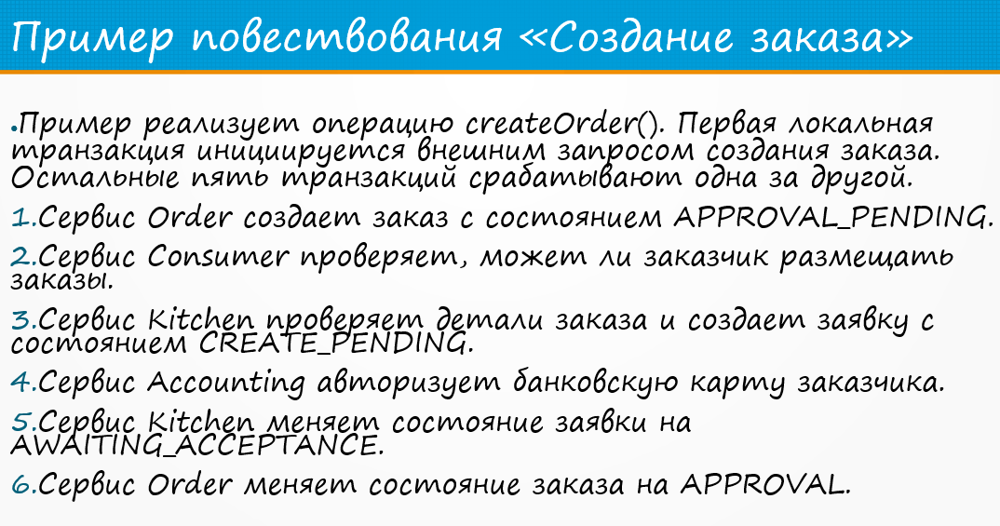 Пример повествования «Создание заказа»
•Пример реализует операцию createOrder(). Первая локальная
транзакция инициируется внешним запросом создания заказа.
Остальные пять транзакций срабатывают одна за другой.
1.Сервис Order создает заказ с состоянием APPROVAL_PENDING.
2.Сервис Consumer проверяет, может ли заказчик размещать
заказы.
3.Сервис Kitchen проверяет детали заказа и создает заявку с
состоянием CREATE_PENDING.
4.Сервис Accounting авторизует банковскую карту заказчика.
5.Сервис Kitchen меняет состояние заявки на
AWAITING_ACCEPTANCE.
6.Сервис Order меняет состояние заказа на APPROVAL.